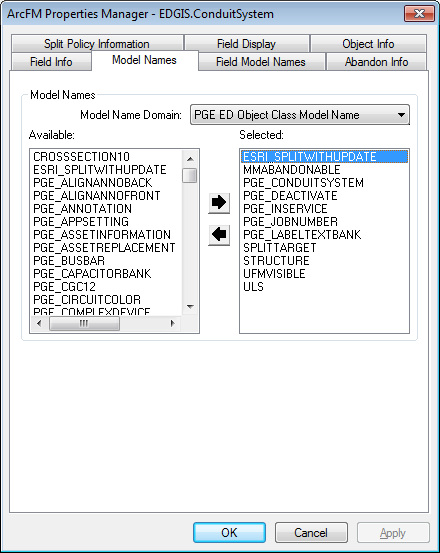 ArcFM Properties Manager - EDGIS.ConduitSystem
Split Policy Information Field Display Object Info
Field Info Model Names Field Model Names Abandon Info
Model Names
Model Name Domain: PGE ED Object Class Model Name
Available:
CROSSSECTION10
ESRI_SPLITWITHUPDATE
PGE_ALIGNANNOBACK
PGE_ALIGNANNOFRONT
PGE_ANNOTATION
PGE_APPSETTING
PGE_ASSETINFORMATION
PGE_ASSETREPLACEMENT
PGE_BUSBAR
PGE_CAPACITORBANK
PGE_CGC12
PGE_CIRCUITCOLOR
PGE_COMPLEXDEVICE
Selected:
ESRI_SPLITWITHUPDATE
MMABANDONABLE
PGE_CONDUITSYSTEM
PGE_DEACTIVATE
PGE_INSERVICE
PGE_JOBNUMBER
PGE_LABELTEXTBANK
SPLITTARGET
STRUCTURE
UFMVISIBLE
ULS
OK Cancel Apply